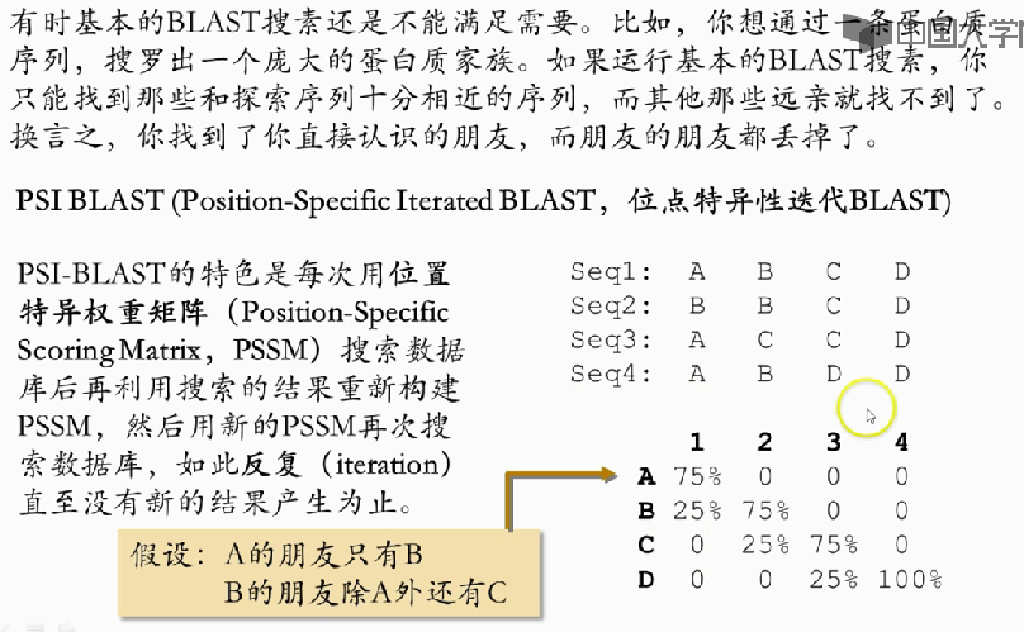 有时基本的BLAST搜素还是不能满足需要。比如，你想通过一条蛋白质
中国大学
序列，搜罗出一个庞大的蛋白质家族。如果运行基本的BLAST搜素，你
只能找到那些和探索序列十分相近的序列，而其他那些远亲就找不到了。
换言之，你找到了你直接认识的朋友，而朋友的朋友都丢掉了。
PSI BLAST (Position-Specific Iterated BLAST，位点特异性迭代BLAST)
PSI-BLAST的特色是每次用位置
特异权重矩阵（Position-Specific
Scoring Matrix，PSSM）搜索数据
库后再利用搜索的结果重新构建
PSSM，然后用新的PSSM再次搜
索数据库，如此反复（iteration）
直至没有新的结果产生为止。
假设：A的朋友只有B
B的朋友除A外还有C
Seq1: A B C D
Seq2: B B C D
Seq3: A C C D
Seq4: A B D D
1 2 3 4
A 75% 0 0 0
B 25% 75% 0 0
C 0 25% 75% 0
D 0 0 25% 100%